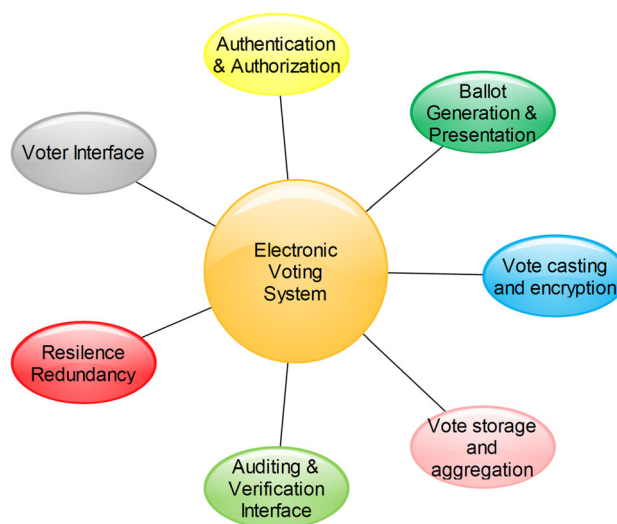 Authentication
& Authorization
Ballot
Generation &
Presentation
Voter Interface
Electronic
Voting
System
Vote casting
and encryption
Resilence
Redundancy
Vote storage
and
aggregation
Auditing &
Verification
Interface